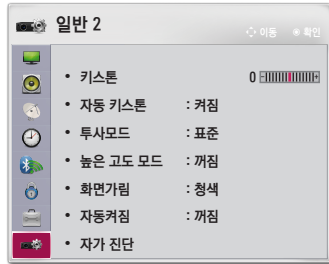 일반 2
이동 확인
• 키스톤 0
• 자동 키스톤 : 켜짐
• 투사모드 : 표준
• 높은 고도 모드 : 꺼짐
• 화면가림 : 청색
• 자동켜짐 : 꺼짐
• 자가 진단